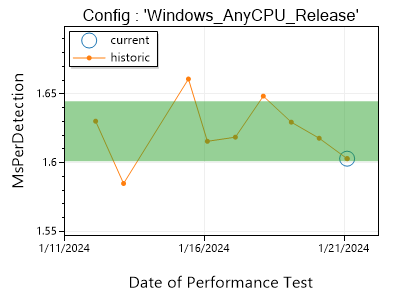 Config : 'Windows_AnyCPU_Release'
current
historic
MsPerDetection
1.65
1.6
1.55
1/11/2024
1/16/2024
1/21/2024
Date of Performance Test